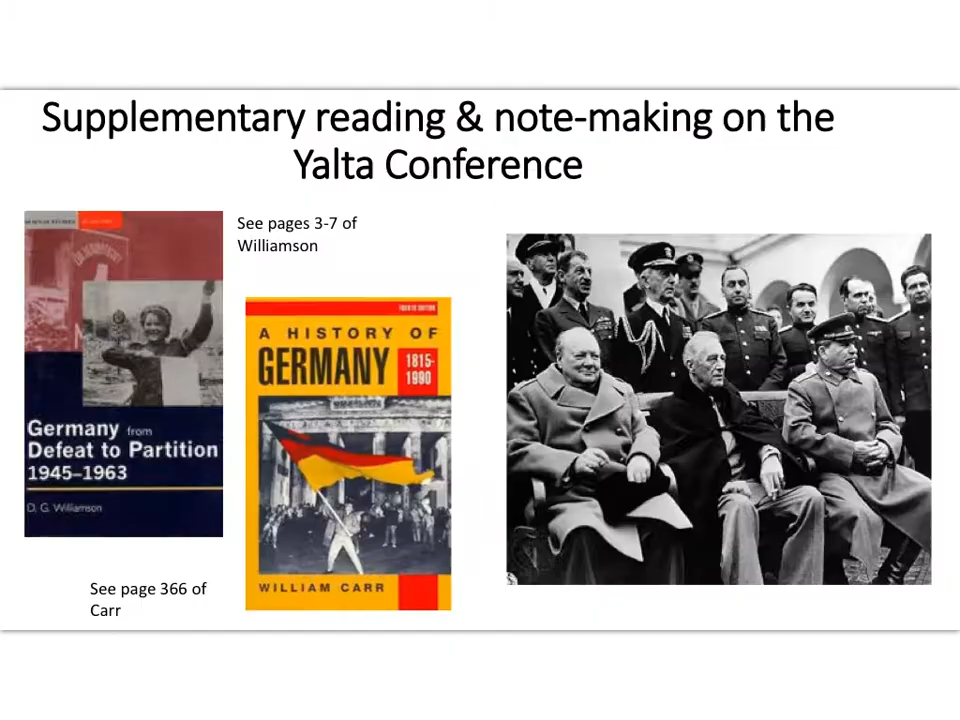 Supplementary reading & note-making on the
Yalta Conference
See pages 3-7 of
Williamson
Germany from
Defeat to Partition
1945–1963
D. G. Williamson
FOURTH EDITION
A HISTORY OF
GERMANY
1815-
1990
WILLIAM CARR
See page 366 of
Carr